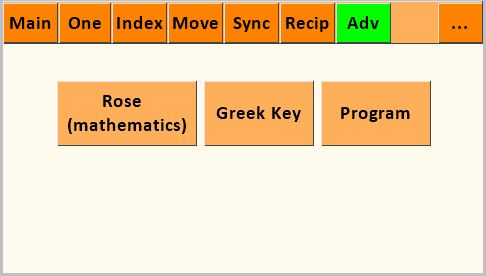 Main One Index Move Sync Recip Adv ...
Rose
(mathematics)
Greek Key
Program